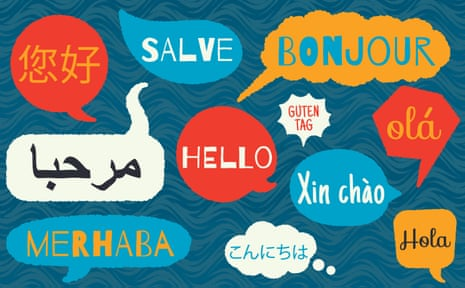 您好
SALVE
BONJOUR
GUTEN
TAG
olá
مرحبا
HELLO
Xin chào
MERHABA
こんにちは
Hola